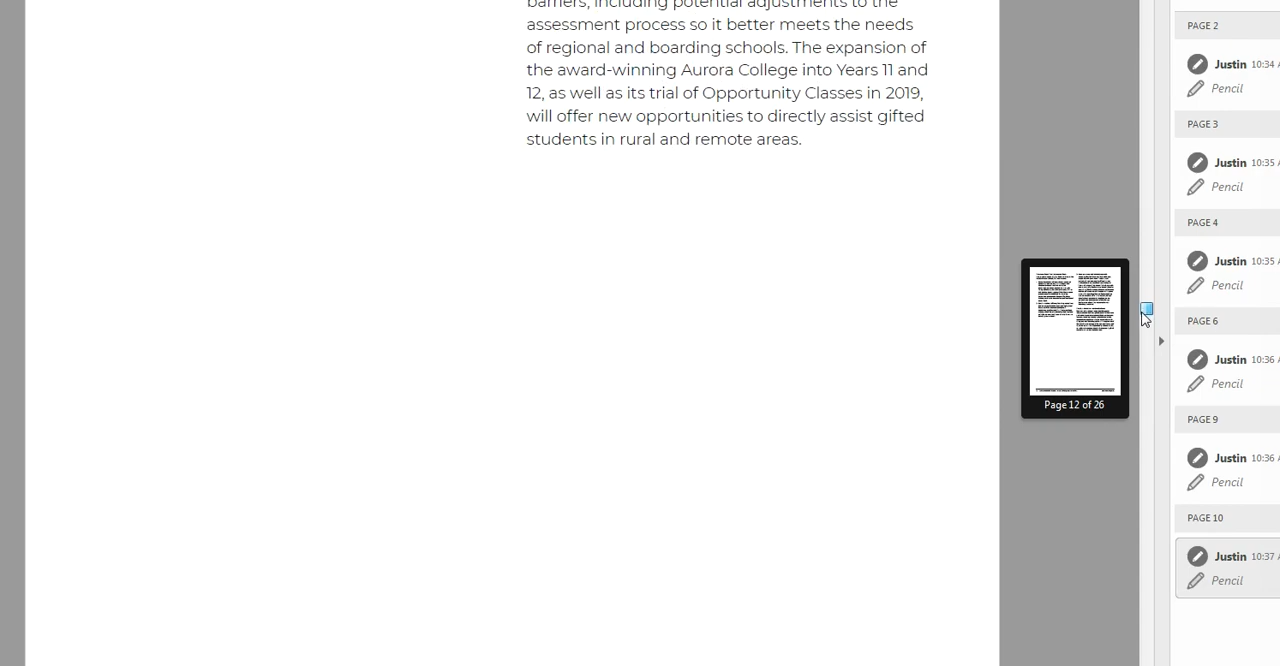 barriers, including potential adjustments to the
assessment process so it better meets the needs
of regional and boarding schools. The expansion of
the award-winning Aurora College into Years 11 and
12, as well as its trial of Opportunity Classes in 2019,
will offer new opportunities to directly assist gifted
students in rural and remote areas.
Page 12 of 26
PAGE 2
Justin 10:34 A
Pencil
PAGE 3
Justin 10:35 A
Pencil
PAGE 4
Justin 10:35 A
Pencil
PAGE 6
Justin 10:36 A
Pencil
PAGE 9
Justin 10:36 A
Pencil
PAGE 10
Justin 10:37 A
Pencil